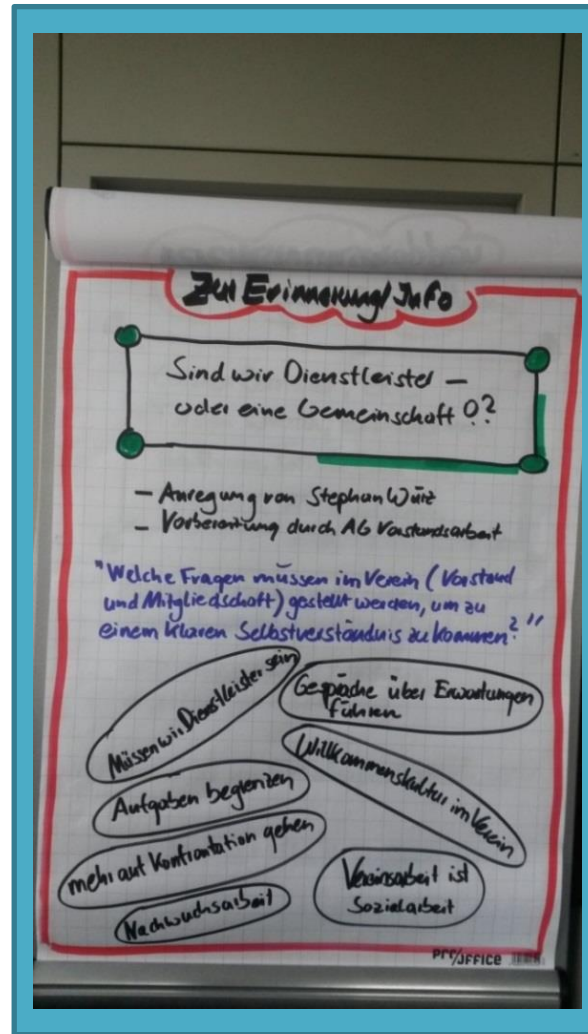 Zur Erinnerung/Info
Sind wir Dienstleister –
oder eine Gemeinschaft 0?
– Anregung von Stephan Würz
– Vorbereitung durch AG Vorstandsarbeit
"Welche Fragen müssen im Verein (Vorstand
und Mitgliedschaft) gestellt werden, um zu
einem klaren Selbstverständnis zu kommen?"
Müssen wir Dienstleister sein
Gespräche über Erwartungen
führen
Aufgaben begrenzen
Willkommenskultur im Verein
mehr auf Konfrontation gehen
Vereinsarbeit ist
Sozialarbeit
Nachwuchsarbeit